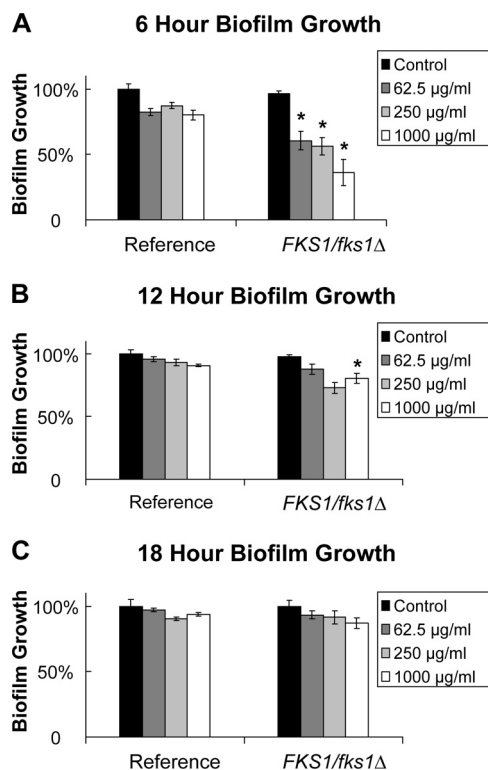 A
6 Hour Biofilm Growth
Biofilm Growth
100%
50%
0
Control
62.5 µg/ml
250 µg/ml
1000 µg/ml
* * *
Reference
FKS1/fks1Δ
B
12 Hour Biofilm Growth
Biofilm Growth
100%
50%
0
Control
62.5 µg/ml
250 µg/ml
1000 µg/ml
*
Reference
FKS1/fks1Δ
C
18 Hour Biofilm Growth
Biofilm Growth
100%
50%
0
Control
62.5 µg/ml
250 µg/ml
1000 µg/ml
Reference
FKS1/fks1Δ